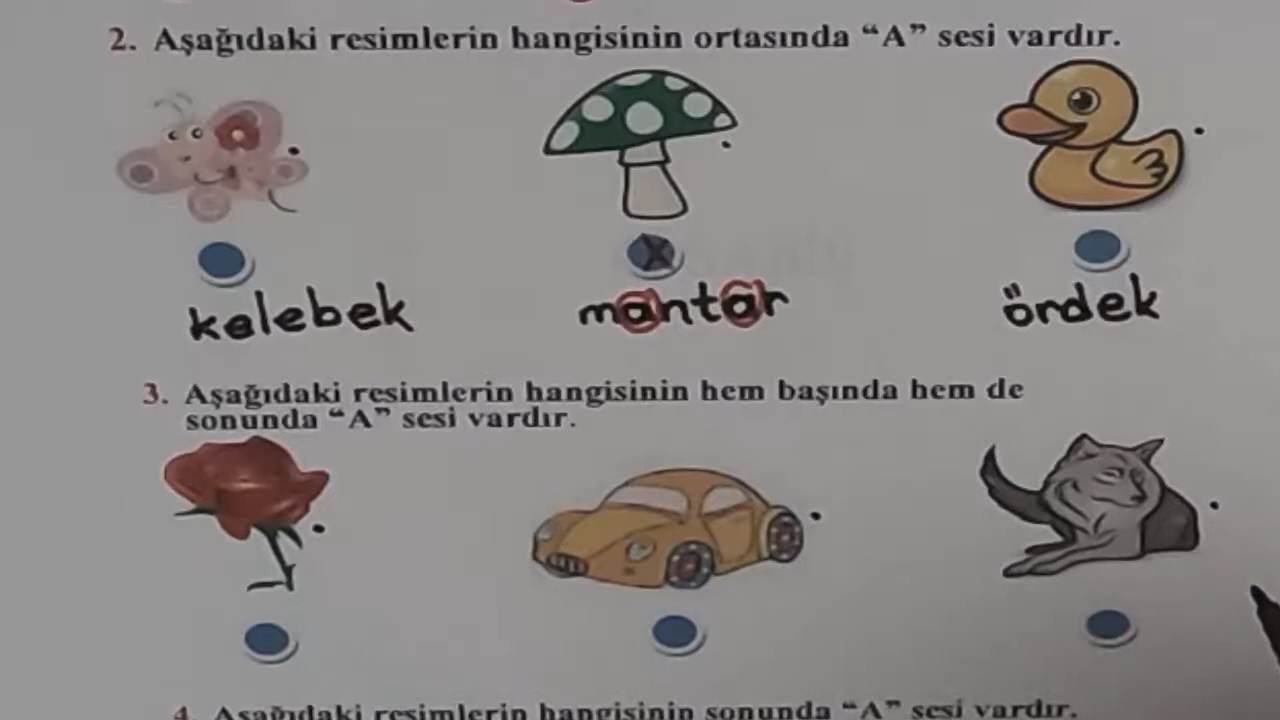 2. Aşağıdaki resimlerin hangisinin ortasında “A” sesi vardır.
kelebek mantar ördek
3. Aşağıdaki resimlerin hangisinin hem başında hem de
sonunda “A” sesi vardır.
4. Aşağıdaki resimlerin hangisinin sonunda “A” sesi vardır.